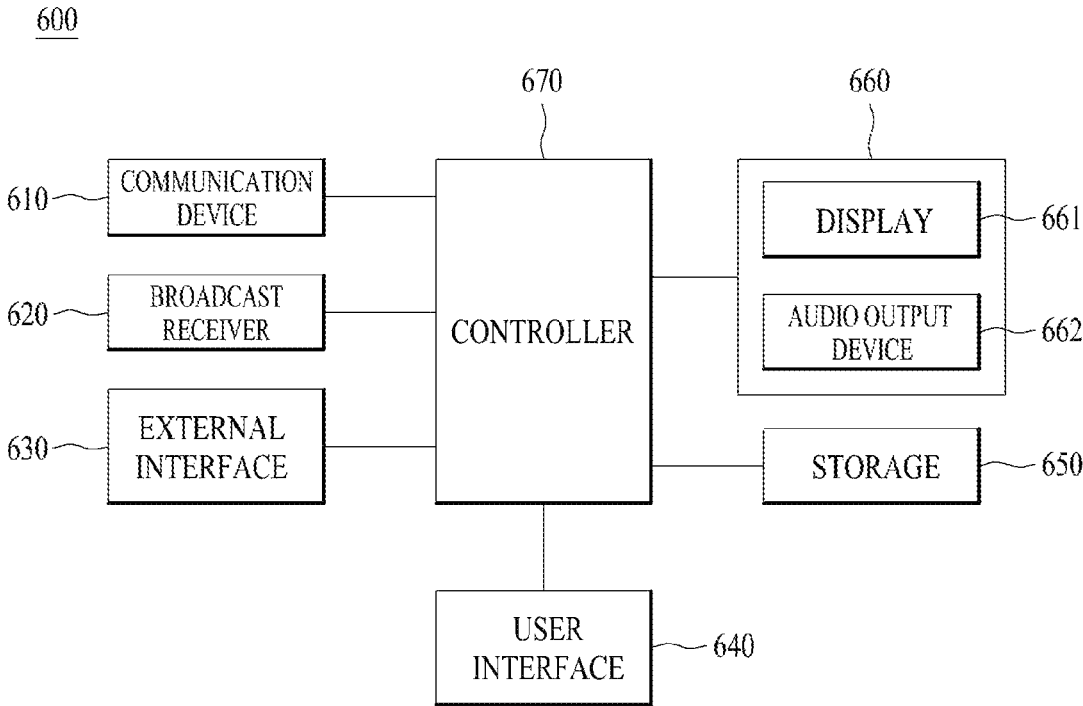 600
670
660
610
COMMUNICATION
DEVICE
DISPLAY
661
620
BROADCAST
RECEIVER
CONTROLLER
AUDIO OUTPUT
DEVICE
662
630
EXTERNAL
INTERFACE
STORAGE
650
USER
INTERFACE
640